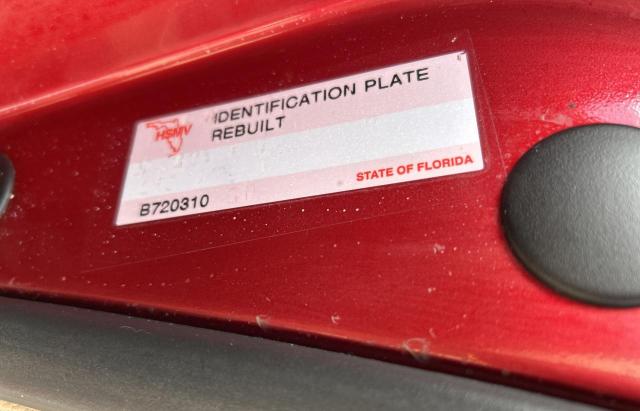 HSMV
IDENTIFICATION PLATE
REBUILT
STATE OF FLORIDA
B720310